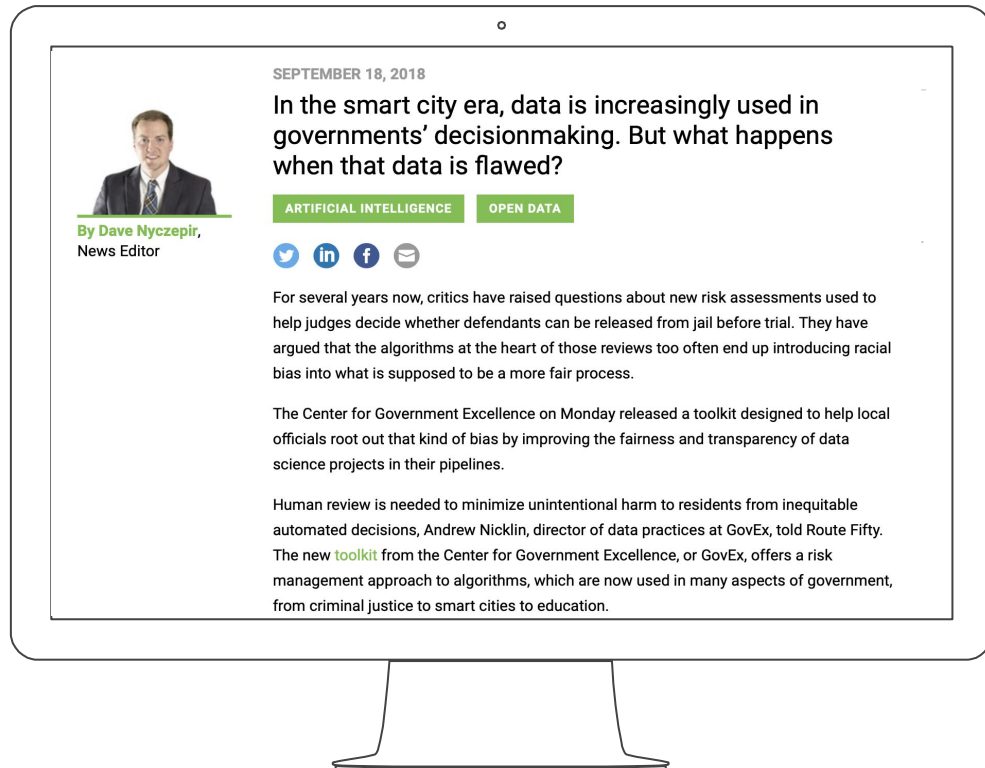 SEPTEMBER 18, 2018
In the smart city era, data is increasingly used in
governments’ decisionmaking. But what happens
when that data is flawed?
ARTIFICIAL INTELLIGENCE OPEN DATA
By Dave Nyczepir,
News Editor
in f
For several years now, critics have raised questions about new risk assessments used to
help judges decide whether defendants can be released from jail before trial. They have
argued that the algorithms at the heart of those reviews too often end up introducing racial
bias into what is supposed to be a more fair process.
The Center for Government Excellence on Monday released a toolkit designed to help local
officials root out that kind of bias by improving the fairness and transparency of data
science projects in their pipelines.
Human review is needed to minimize unintentional harm to residents from inequitable
automated decisions, Andrew Nicklin, director of data practices at GovEx, told Route Fifty.
The new toolkit from the Center for Government Excellence, or GovEx, offers a risk
management approach to algorithms, which are now used in many aspects of government,
from criminal justice to smart cities to education.